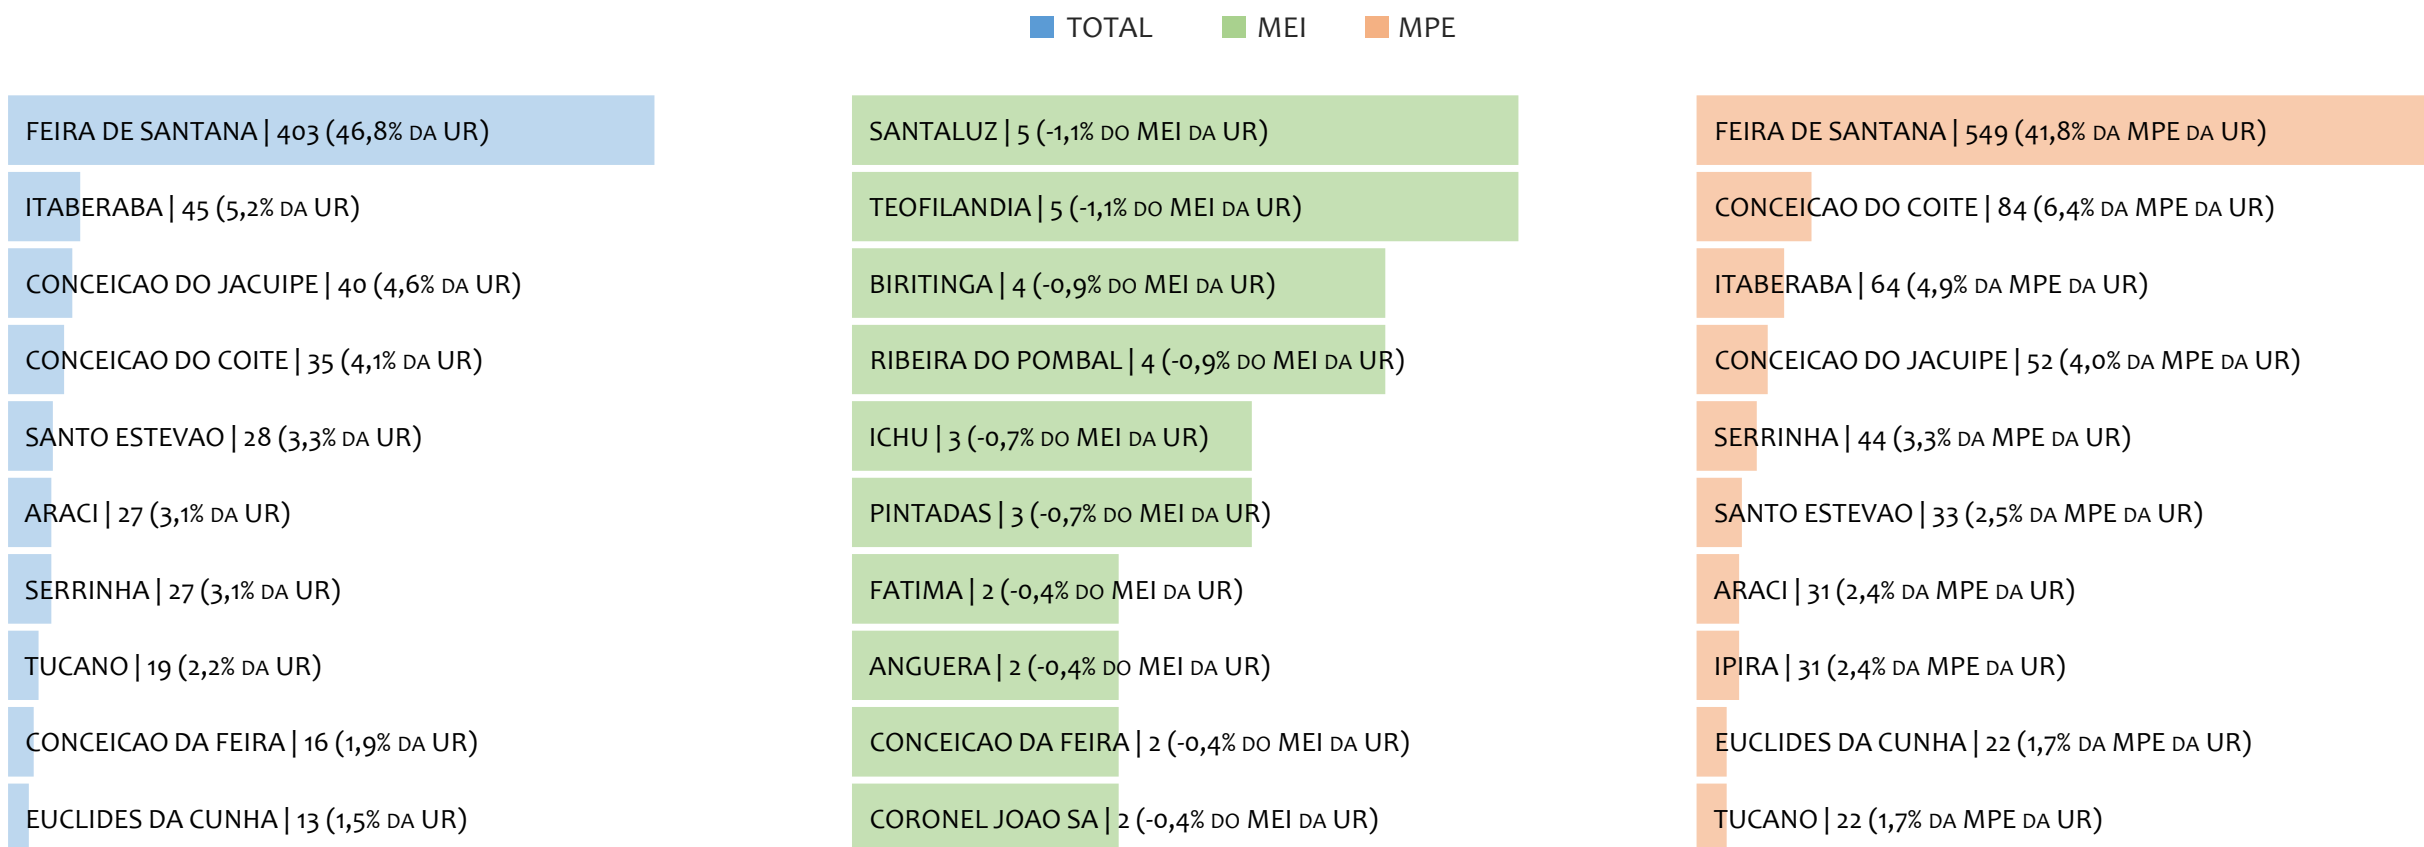 TOTAL MEI MPE
FEIRA DE SANTANA | 403 (46,8% DA UR)
ITABERABA | 45 (5,2% DA UR)
CONCEICAO DO JACUIPE | 40 (4,6% DA UR)
CONCEICAO DO COITE | 35 (4,1% DA UR)
SANTO ESTEVAO | 28 (3,3% DA UR)
ARACI | 27 (3,1% DA UR)
SERRINHA | 27 (3,1% DA UR)
TUCANO | 19 (2,2% DA UR)
CONCEICAO DA FEIRA | 16 (1,9% DA UR)
EUCLIDES DA CUNHA | 13 (1,5% DA UR)
SANTALUZ | 5 (-1,1% DO MEI DA UR)
TEOFILANDIA | 5 (-1,1% DO MEI DA UR)
BIRITINGA | 4 (-0,9% DO MEI DA UR)
RIBEIRA DO POMBAL | 4 (-0,9% DO MEI DA UR)
ICHU | 3 (-0,7% DO MEI DA UR)
PINTADAS | 3 (-0,7% DO MEI DA UR)
FATIMA | 2 (-0,4% DO MEI DA UR)
ANGUERA | 2 (-0,4% DO MEI DA UR)
CONCEICAO DA FEIRA | 2 (-0,4% DO MEI DA UR)
CORONEL JOAO SA | 2 (-0,4% DO MEI DA UR)
FEIRA DE SANTANA | 549 (41,8% DA MPE DA UR)
CONCEICAO DO COITE | 84 (6,4% DA MPE DA UR)
ITABERABA | 64 (4,9% DA MPE DA UR)
CONCEICAO DO JACUIPE | 52 (4,0% DA MPE DA UR)
SERRINHA | 44 (3,3% DA MPE DA UR)
SANTO ESTEVAO | 33 (2,5% DA MPE DA UR)
ARACI | 31 (2,4% DA MPE DA UR)
IPIRA | 31 (2,4% DA MPE DA UR)
EUCLIDES DA CUNHA | 22 (1,7% DA MPE DA UR)
TUCANO | 22 (1,7% DA MPE DA UR)